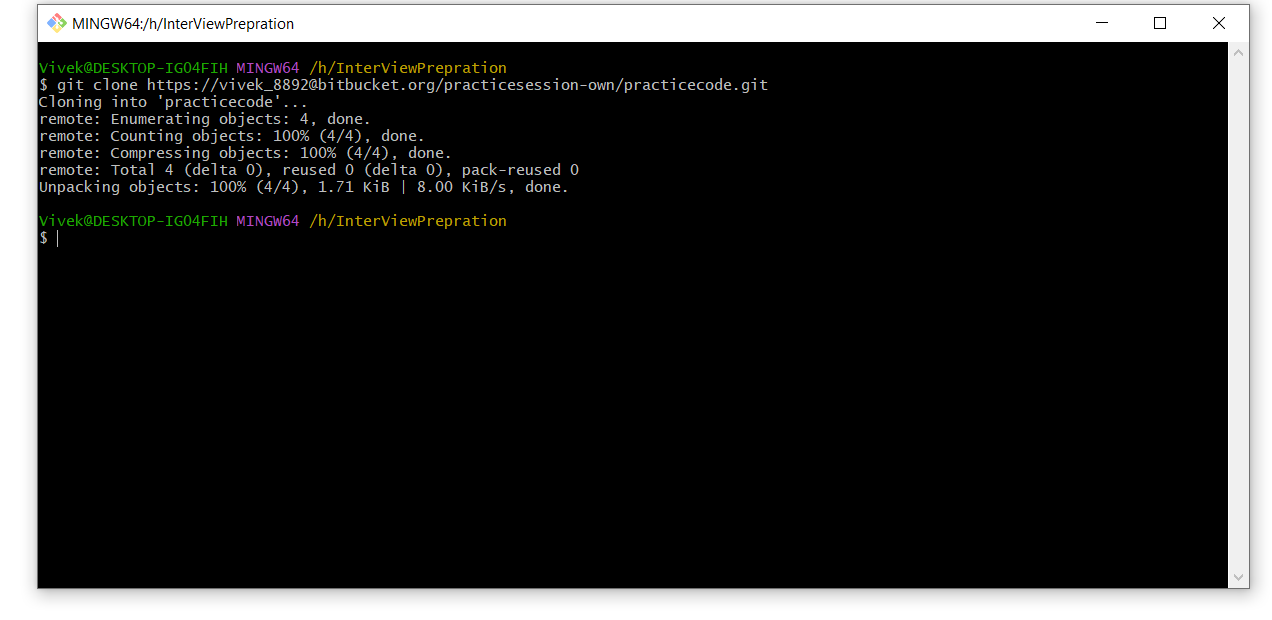 MINGW64:/h/InterViewPrepration
Vivek@DESKTOP-IGO4FIH MINGW64 /h/InterViewPrepration
$ git clone https://vivek_8892@bitbucket.org/practicesession-own/practicecode.git
Cloning into 'practicecode'...
remote: Enumerating objects: 4, done.
remote: Counting objects: 100% (4/4), done.
remote: Compressing objects: 100% (4/4), done.
remote: Total 4 (delta 0), reused 0 (delta 0), pack-reused 0
Unpacking objects: 100% (4/4), 1.71 KiB | 8.00 KiB/s, done.
Vivek@DESKTOP-IGO4FIH MINGW64 /h/InterViewPrepration
$